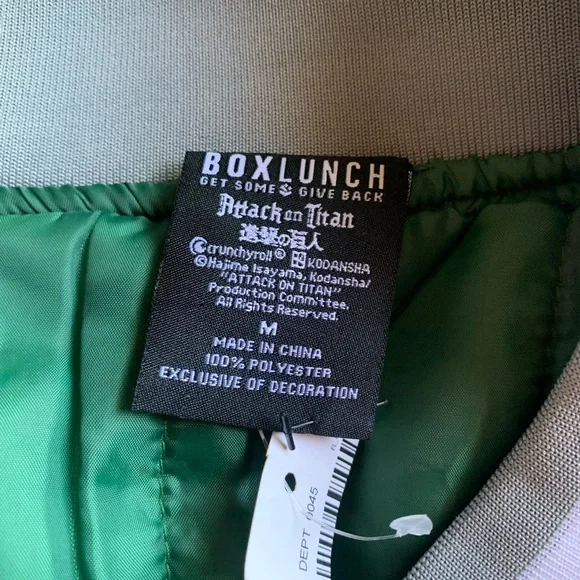 BOXLUNCH
GET SOME GIVE BACK
Attack on Titan
進撃の巨人
crunchyroll® KODANSHA
©Hajime Isayama, Kodansha/
"ATTACK ON TITAN"
Production Committee.
All Rights Reserved.
M
MADE IN CHINA
100% POLYESTER
EXCLUSIVE OF DECORATION
DEPT 0045